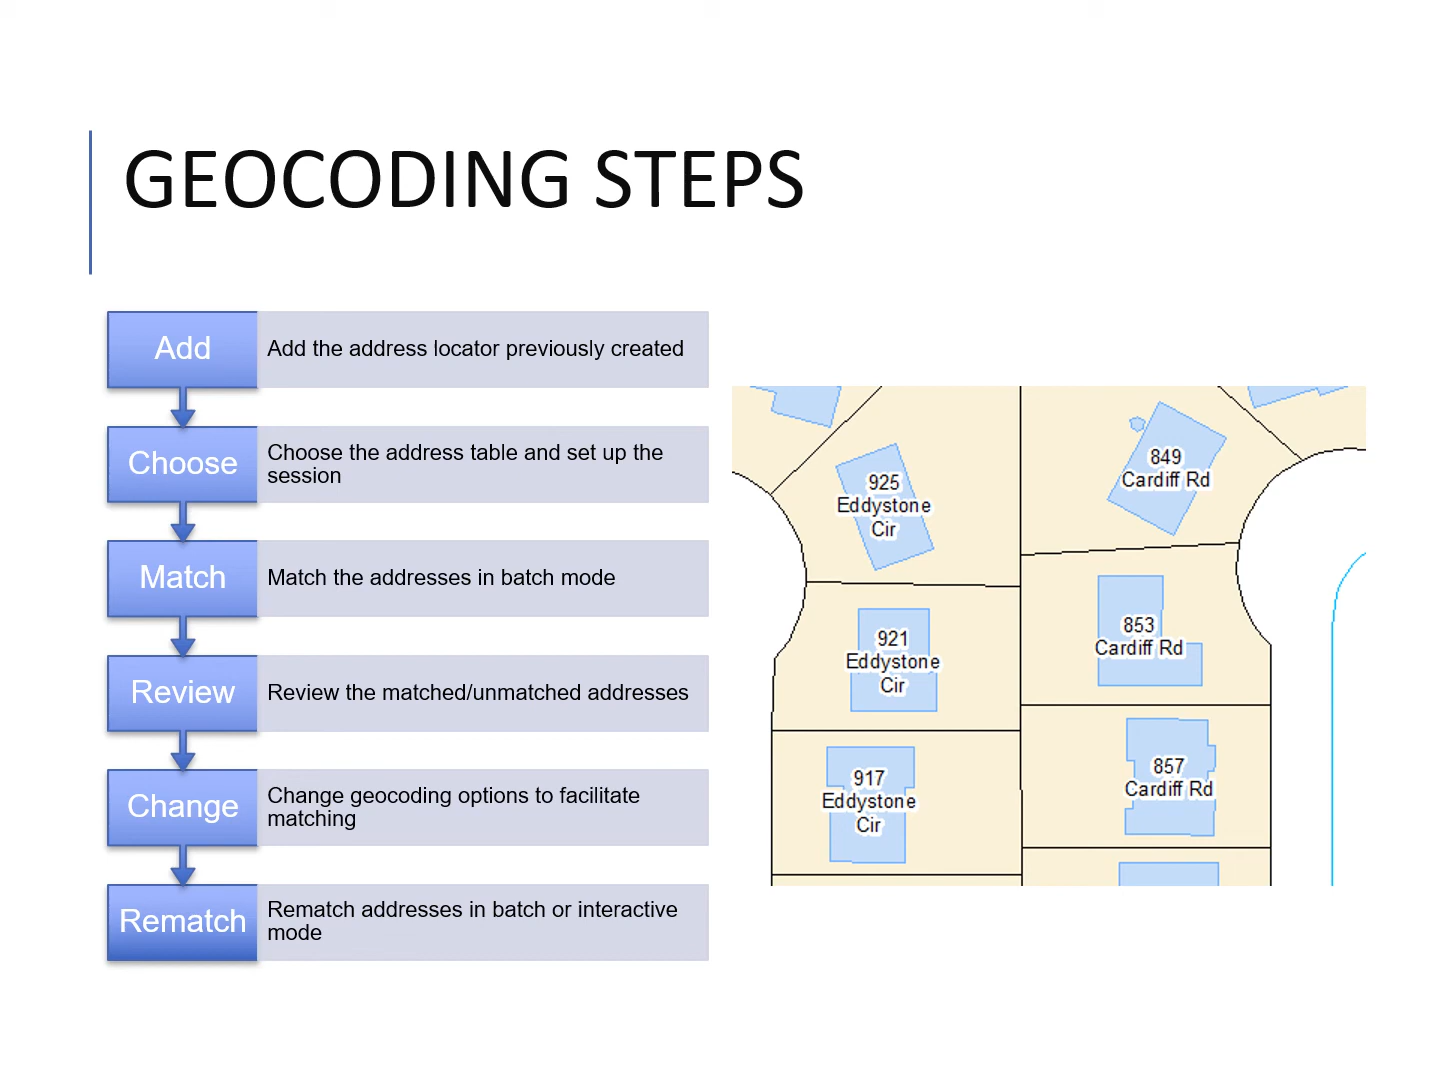 GEOCODING STEPS
Add
Add the address locator previously created
Choose
Choose the address table and set up the
session
Match
Match the addresses in batch mode
Review
Review the matched/unmatched addresses
Change
Change geocoding options to facilitate
matching
Rematch
Rematch addresses in batch or interactive
mode
925
Eddystone
Cir
849
Cardiff Rd
921
Eddystone
Cir
853
Cardiff Rd
917
Eddystone
Cir
857
Cardiff Rd